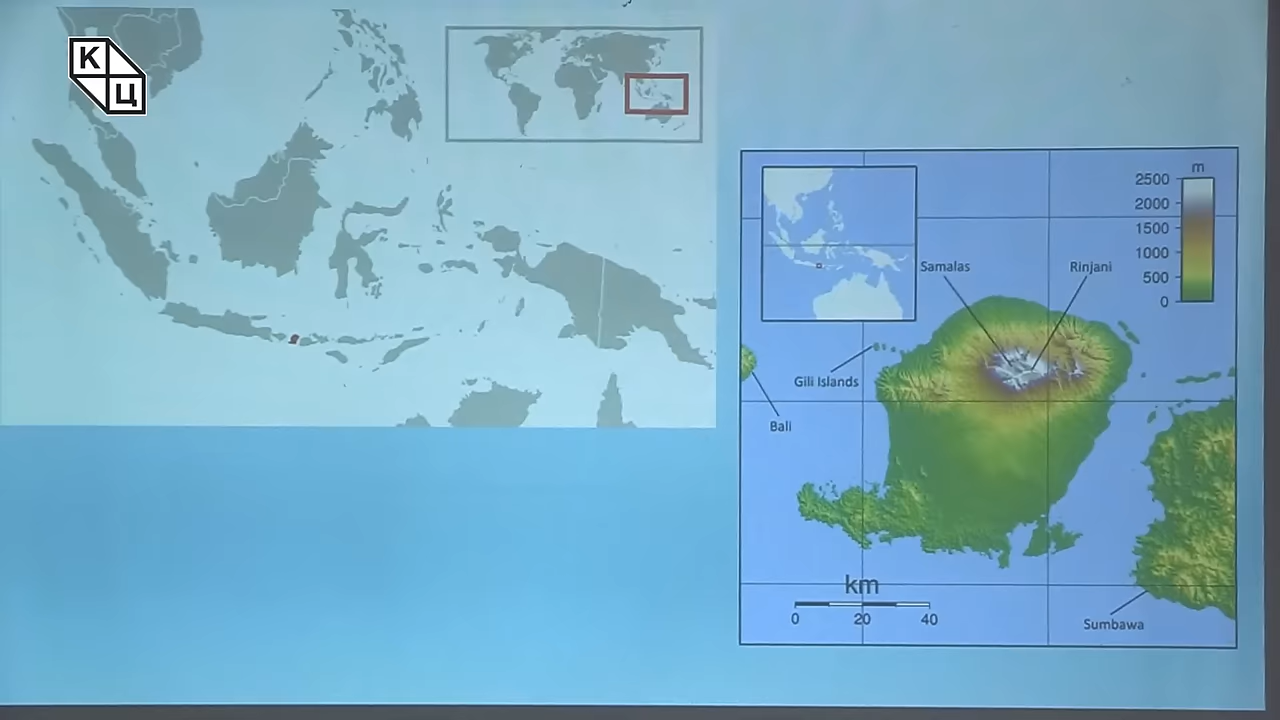 К
Ц
m
2500
2000
1500
1000
500
0
Samalas
Rinjani
Gili Islands
Bali
km
0 20 40
Sumbawa